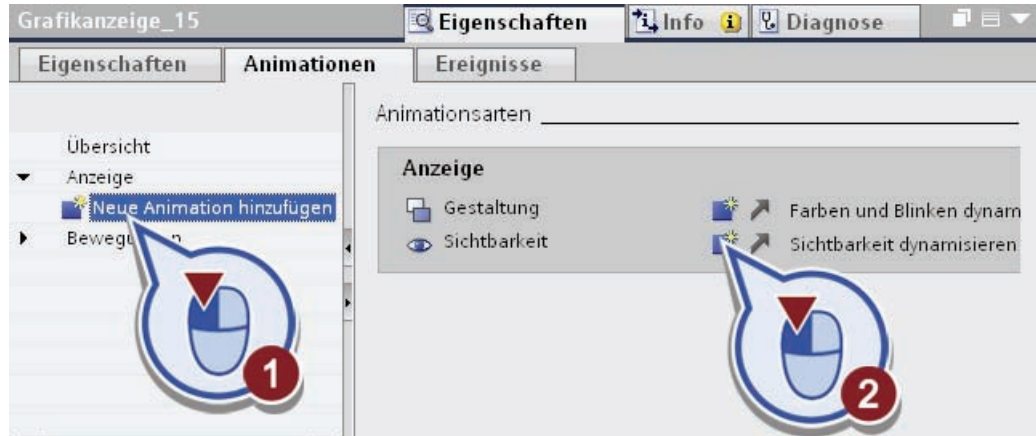 Grafikanzeige_15
Eigenschaften
Info
Diagnose
Eigenschaften
Animationen
Ereignisse
Animationsarten
Übersicht
Anzeige
Neue Animation hinzufügen
Anzeige
Gestaltung
Farben und Blinken dynam
Sichtbarkeit
Sichtbarkeit dynamisieren
1
2